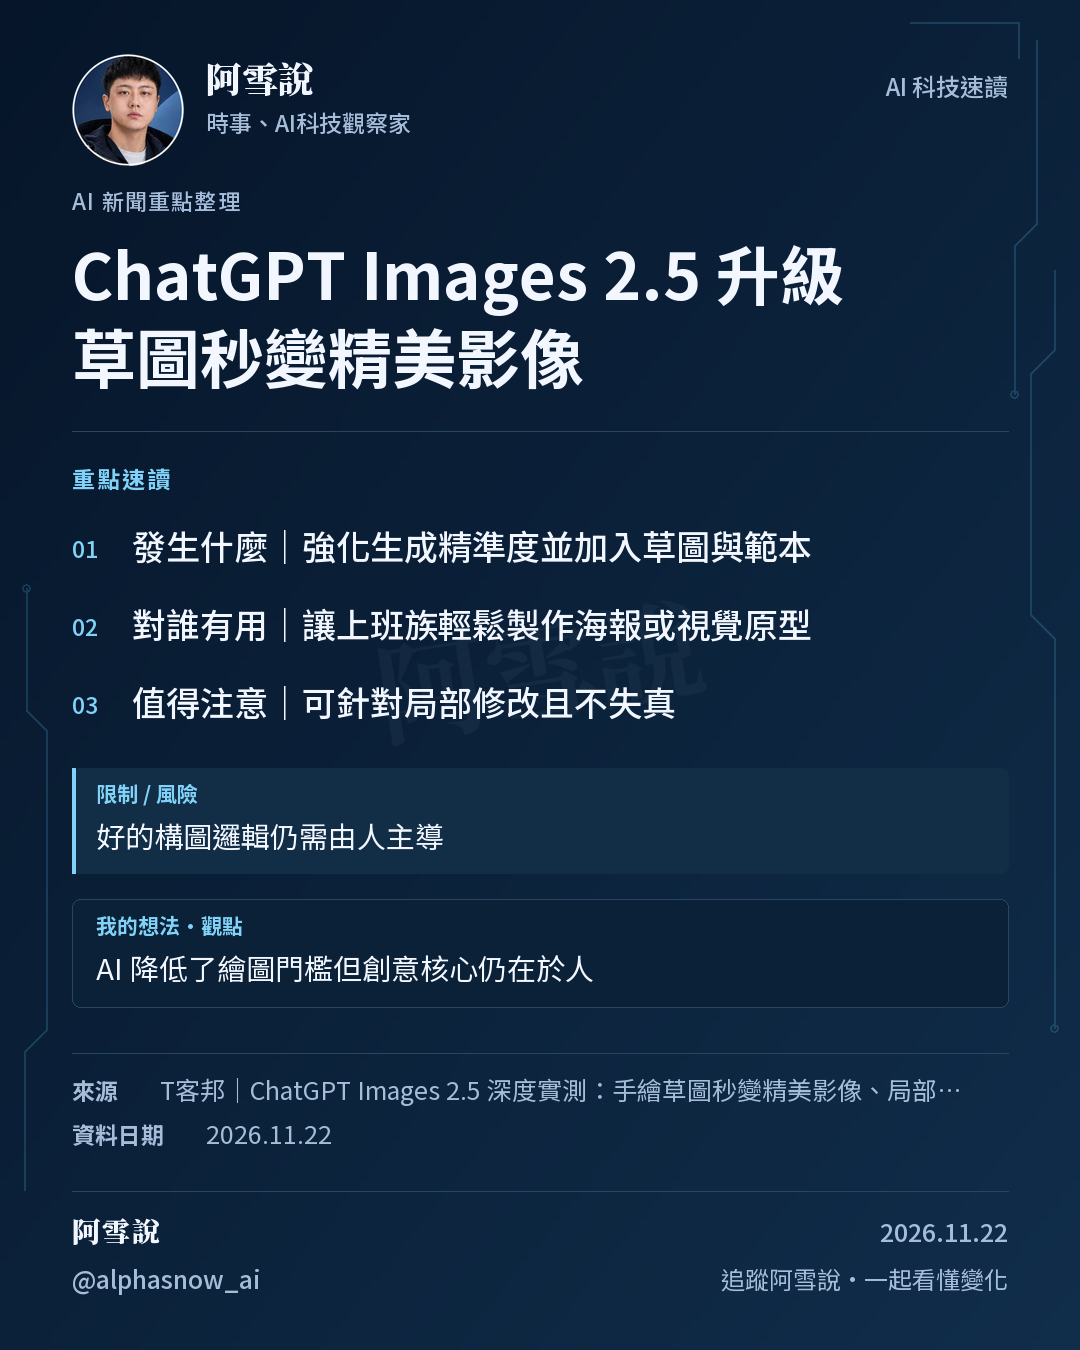 阿雪說
時事、AI科技觀察家
AI 科技速讀
AI 新聞重點整理
ChatGPT Images 2.5 升級
草圖秒變精美影像
重點速讀
01 發生什麼｜強化生成精準度並加入草圖與範本
02 對誰有用｜讓上班族輕鬆製作海報或視覺原型
03 值得注意｜可針對局部修改且不失真
阿雪說
限制 / 風險
好的構圖邏輯仍需由人主導
我的想法・觀點
AI 降低了繪圖門檻但創意核心仍在於人
來源 T客邦｜ChatGPT Images 2.5 深度實測：手繪草圖秒變精美影像、局部…
資料日期 2026.11.22
阿雪說
2026.11.22
@alphasnow_ai
追蹤阿雪說・一起看懂變化